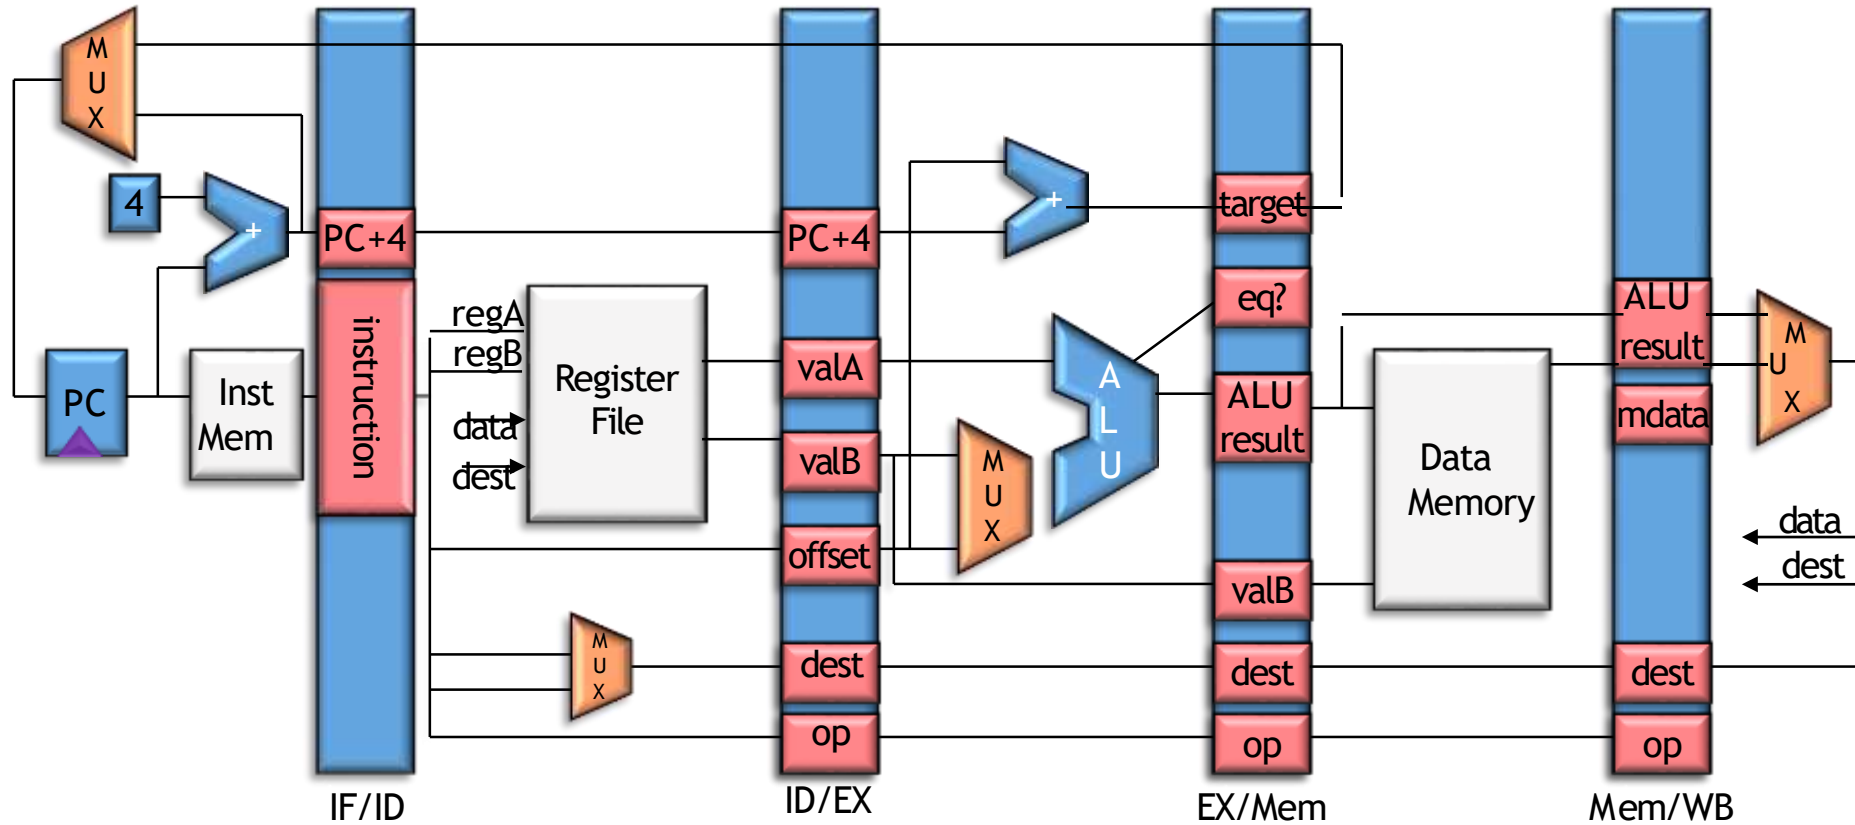 M
U
X
4
+
PC
Inst
Mem
PC+4
instruction
IF/ID
regA
regB
data
dest
Register
File
M
U
X
PC+4
valA
valB
offset
dest
op
ID/EX
+
M
U
X
A
L
U
target
eq?
ALU
result
valB
dest
op
EX/Mem
Data
Memory
ALU
result
mdata
dest
op
Mem/WB
M
U
X
data
dest